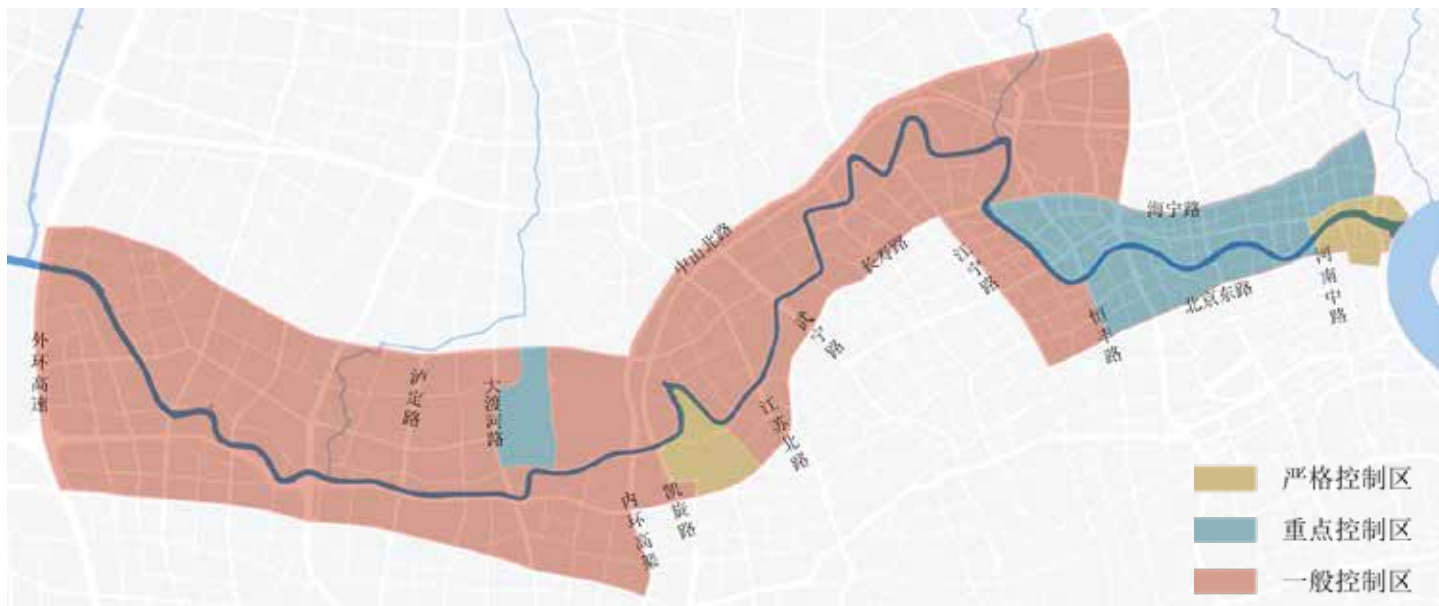 外环高速
泸定路
大渡河路
内环高架
凯旋路
江苏北路
中山北路
武宁路
长寿路
江宁路
恒丰路
海宁路
北京东路
河南中路
严格控制区
重点控制区
一般控制区